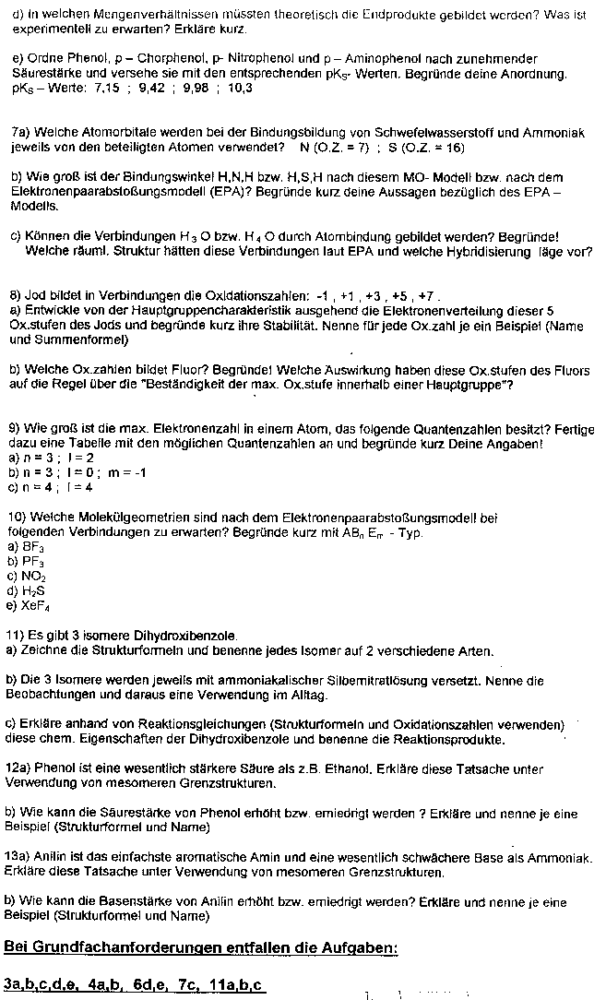 d) In welchen Mengenverhältnissen müssten theoretisch die Endprodukte gebildet werden? Was ist
experimentell zu erwarten? Erkläre kurz.
e) Ordne Phenol, p – Chorphenol, p- Nitrophenol und p – Aminophenol nach zunehmender
Säurestärke und versehe sie mit den entsprechenden pKS- Werten. Begründe deine Anordnung.
pKS – Werte: 7,15 ; 9,42 ; 9,98 ; 10,3
7a) Welche Atomorbitale werden bei der Bindungsbildung von Schwefelwasserstoff und Ammoniak
jeweils von den beteiligten Atomen verwendet? N (O.Z. = 7) ; S (O.Z. = 16)
b) Wie groß ist der Bindungswinkel H,N,H bzw. H,S,H nach diesem MO- Modell bzw. nach dem
Elektronenpaarabstoßungsmodell (EPA)? Begründe kurz deine Aussagen bezüglich des EPA –
Modells.
c) Können die Verbindungen H3O bzw. H4O durch Atombindung gebildet werden? Begründe!
Welche räuml. Struktur hätten diese Verbindungen laut EPA und welche Hybridisierung läge vor?
8) Jod bildet in Verbindungen die Oxidationszahlen: -1 , +1 , +3 , +5 , +7 .
a) Entwickle von der Hauptgruppencharakteristik ausgehend die Elektronenverteilung dieser 5
Ox.stufen des Jods und begründe kurz ihre Stabilität. Nenne für jede Ox.zahl je ein Beispiel (Name
und Summenformel)
b) Welche Ox.zahlen bildet Fluor? Begründe! Welche Auswirkung haben diese Ox.stufen des Fluors
auf die Regel über die "Beständigkeit der max. Ox.stufe innerhalb einer Hauptgruppe"?
9) Wie groß ist die max. Elektronenzahl in einem Atom, das folgende Quantenzahlen besitzt? Fertige
dazu eine Tabelle mit den möglichen Quantenzahlen an und begründe kurz Deine Angaben!
a) n = 3 ; l = 2
b) n = 3 ; l = 0 ; m = -1
c) n = 4 ; l = 4
10) Welche Molekülgeometrien sind nach dem Elektronenpaarabstoßungsmodell bei
folgenden Verbindungen zu erwarten? Begründe kurz mit ABn Em - Typ.
a) BF3
b) PF3
c) NO2
d) H2S
e) XeF4
11) Es gibt 3 isomere Dihydroxibenzole.
a) Zeichne die Strukturformeln und benenne jedes Isomer auf 2 verschiedene Arten.
b) Die 3 Isomere werden jeweils mit ammoniakalischer Silbernitratlösung versetzt. Nenne die
Beobachtungen und daraus eine Verwendung im Alltag.
c) Erkläre anhand von Reaktionsgleichungen (Strukturformeln und Oxidationszahlen verwenden)
diese chem. Eigenschaften der Dihydroxibenzole und benenne die Reaktionsprodukte.
12a) Phenol ist eine wesentlich stärkere Säure als z.B. Ethanol. Erkläre diese Tatsache unter
Verwendung von mesomeren Grenzstrukturen.
b) Wie kann die Säurestärke von Phenol erhöht bzw. erniedrigt werden ? Erkläre und nenne je eine
Beispiel (Strukturformel und Name)
13a) Anilin ist das einfachste aromatische Amin und eine wesentlich schwächere Base als Ammoniak.
Erkläre diese Tatsache unter Verwendung von mesomeren Grenzstrukturen.
b) Wie kann die Basenstärke von Anilin erhöht bzw. erniedrigt werden? Erkläre und nenne je eine
Beispiel (Strukturformel und Name)
Bei Grundfachanforderungen entfallen die Aufgaben:
3a,b,c,d,e, 4a,b, 6d,e, 7c, 11a,b,c